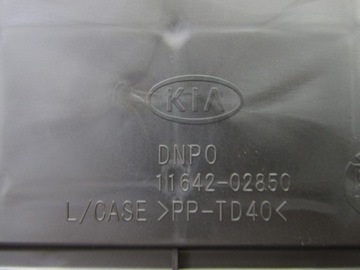 KIA
DNPO
11642-02850
L/CASE >PP-TD40<